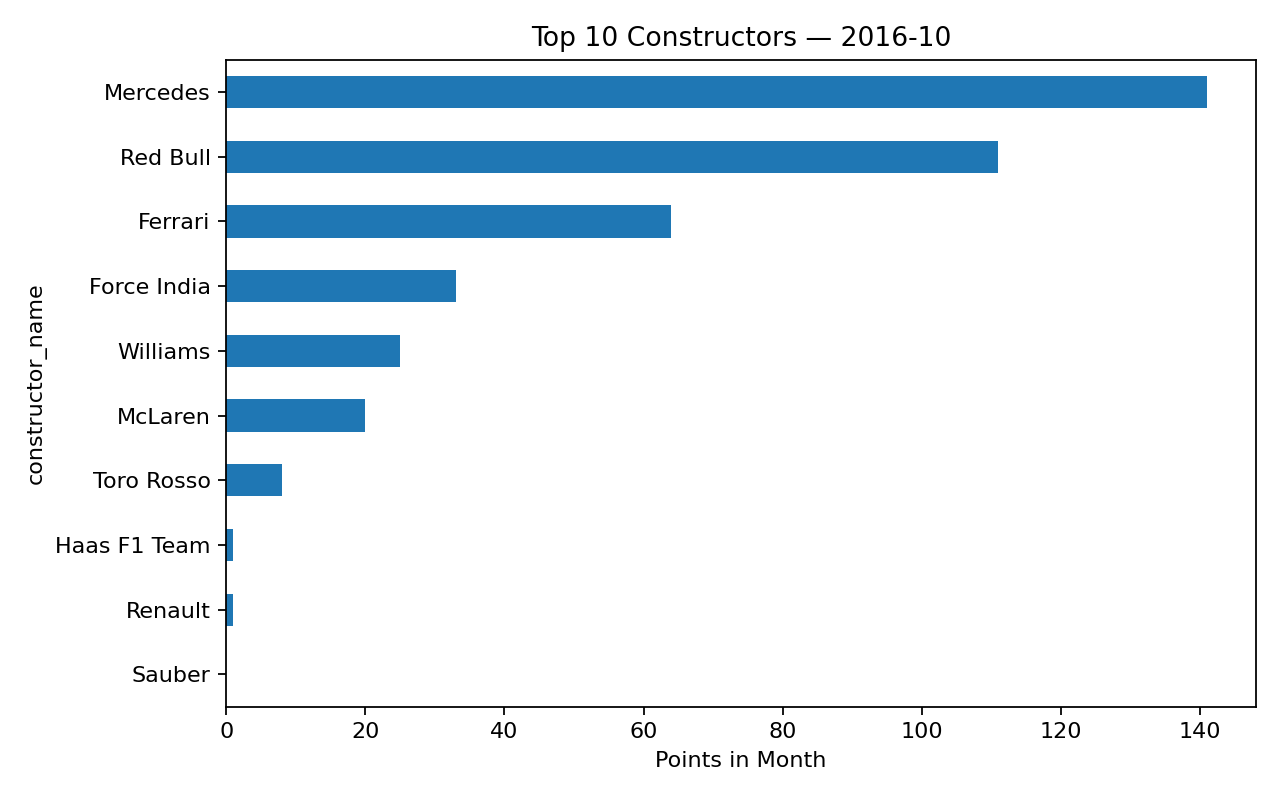 Top 10 Constructors — 2016-10
constructor_name
Mercedes
Red Bull
Ferrari
Force India
Williams
McLaren
Toro Rosso
Haas F1 Team
Renault
Sauber
0 20 40 60 80 100 120 140
Points in Month